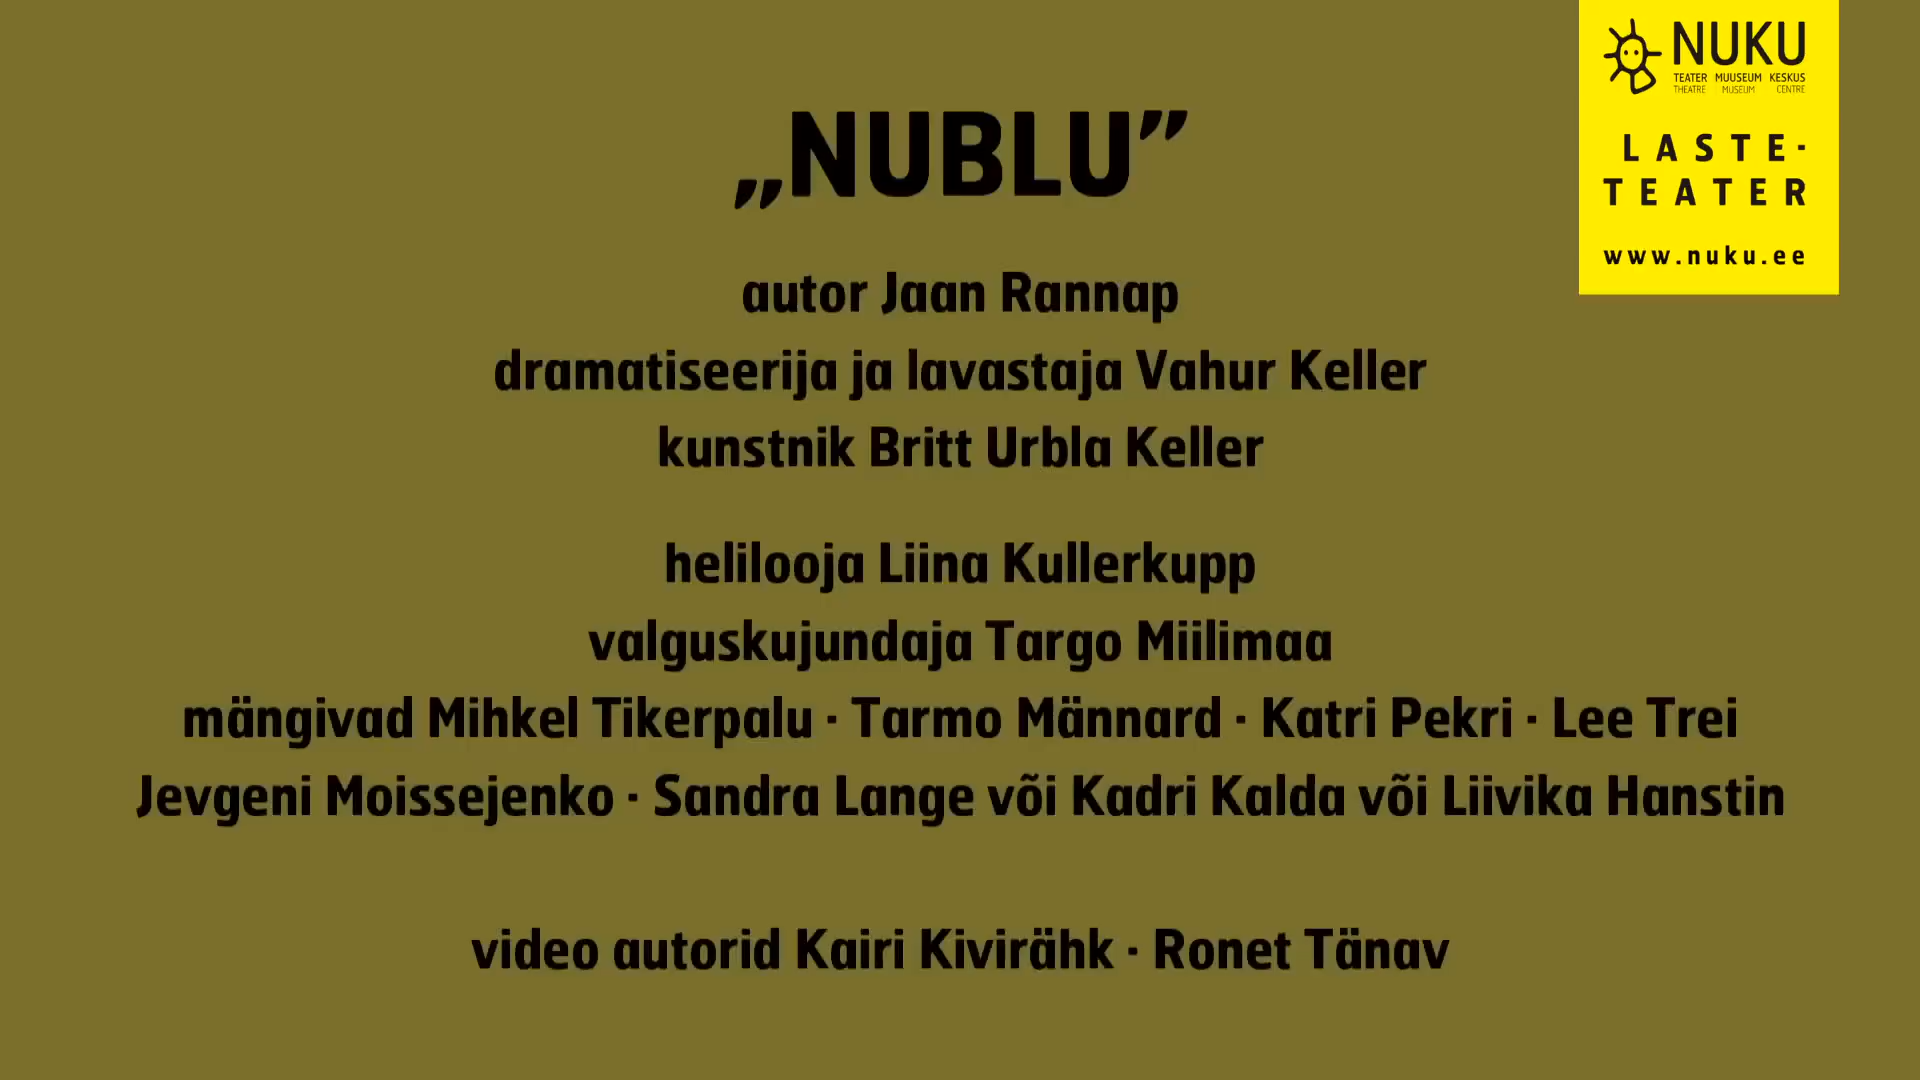 NUKU
TEATER MUUSEUM KESKUS
THEATRE MUSEUM CENTRE
LASTE-
TEATER
www.nuku.ee
„NUBLU”
autor Jaan Rannap
dramatiseerija ja lavastaja Vahur Keller
kunstnik Britt Urbla Keller
helilooja Liina Kullerkupp
valguskujundaja Targo Miilimaa
mängivad Mihkel Tikerpalu · Tarmo Männard · Katri Pekri · Lee Trei
Jevgeni Moissejenko · Sandra Lange või Kadri Kalda või Liivika Hanstin
video autorid Kairi Kivirähk · Ronet Tänav